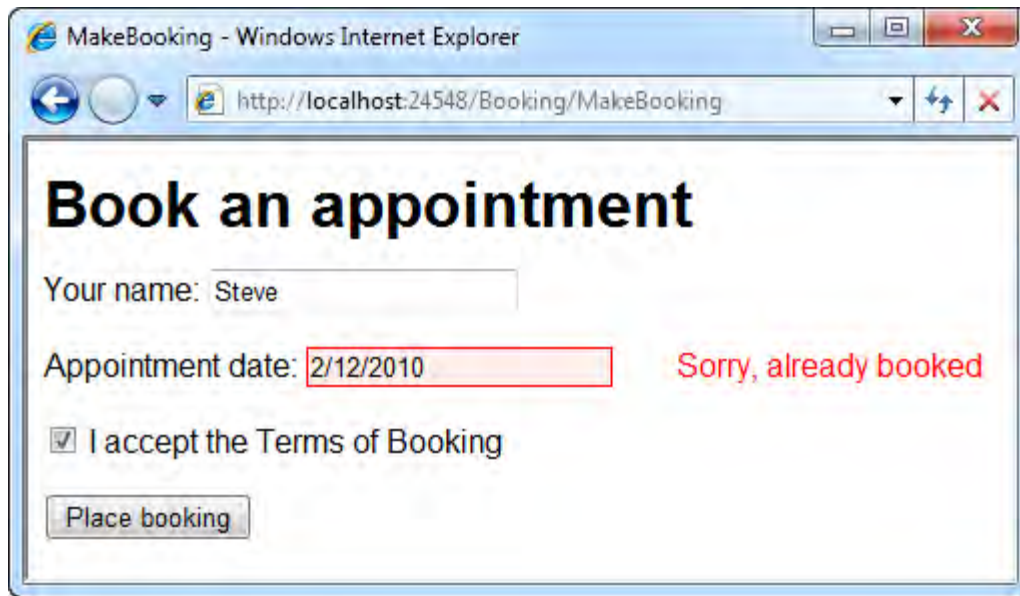 MakeBooking - Windows Internet Explorer
http://localhost:24548/Booking/MakeBooking
Book an appointment
Your name: Steve
Appointment date: 2/12/2010 Sorry, already booked
I accept the Terms of Booking
Place booking